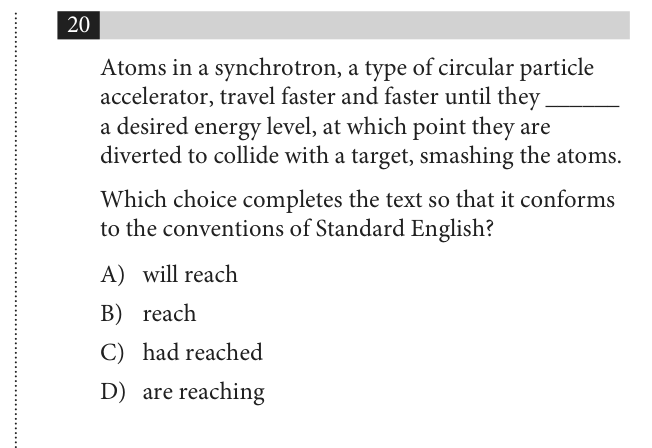 20
Atoms in a synchrotron, a type of circular particle
accelerator, travel faster and faster until they ______
a desired energy level, at which point they are
diverted to collide with a target, smashing the atoms.
Which choice completes the text so that it conforms
to the conventions of Standard English?
A) will reach
B) reach
C) had reached
D) are reaching